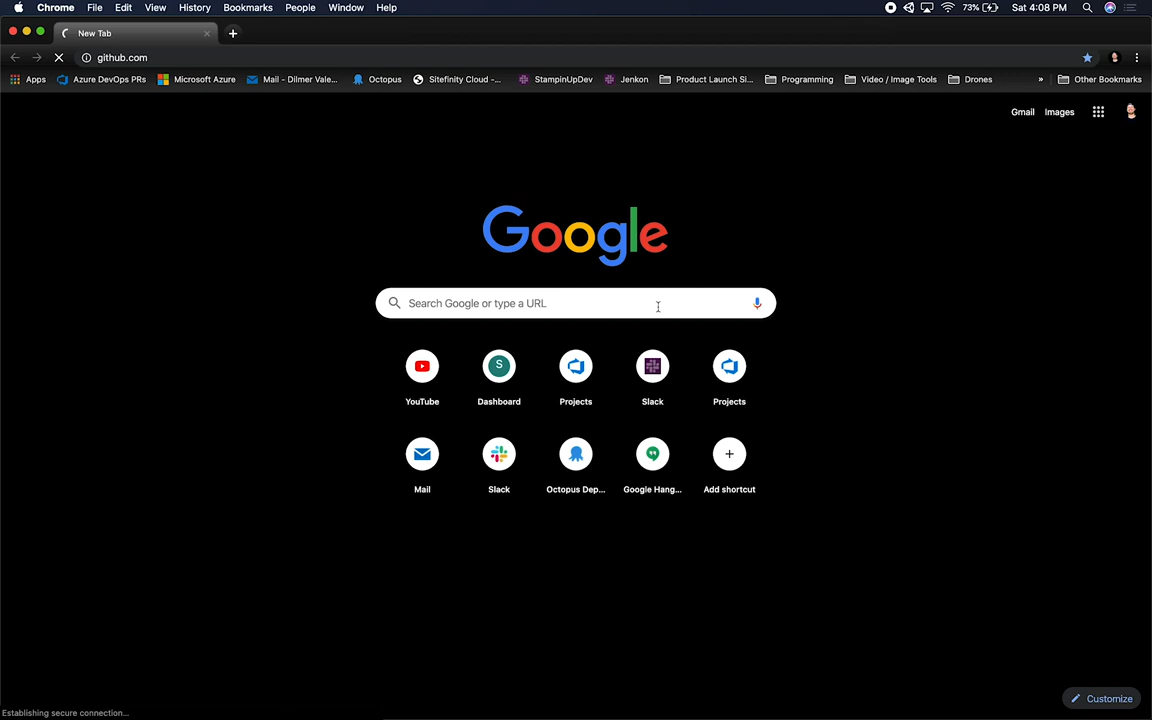 Chrome File Edit View History Bookmarks People Window Help 73% Sat 4:08 PM
New Tab
github.com
Apps Azure DevOps PRs Microsoft Azure Mail - Dilmer Vale... Octopus Sitefinity Cloud -... StampinUpDev Jenkon Product Launch Si... Programming Video / Image Tools Drones » Other Bookmarks
Gmail Images
Google
Search Google or type a URL
S
YouTube Dashboard Projects Slack Projects
Mail Slack Octopus Dep... Google Hang... Add shortcut
Customize
Establishing secure connection...